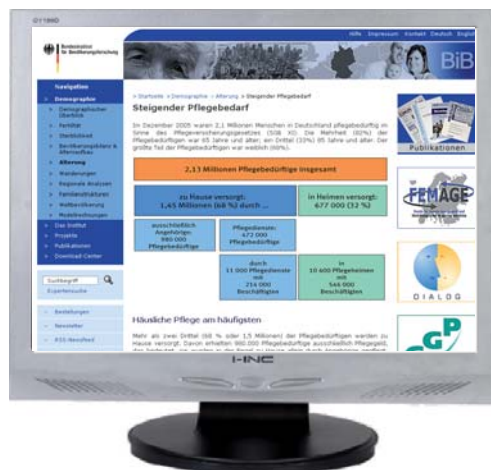 Hilfe Impressum Kontakt Deutsch English
Bundesinstitut
für Bevölkerungsforschung
BiB
Navigation
Demographie
Demographischer
Überblick
Fertilität
Sterblichkeit
Bevölkerungsbilanz &
Altersaufbau
Alterung
Wanderungen
Regionale Analysen
Familienstrukturen
Weltbevölkerung
Modellrechnungen
Das Institut
Projekte
Publikationen
Download Center
Suchbegriff
Expertensuche
Bestellungen
Newsletter
RSS-Newsfeed
> Startseite > Demographie > Alterung > Steigender Pflegebedarf
Steigender Pflegebedarf
Im Dezember 2005 waren 2,1 Millionen Menschen in Deutschland pflegebedürftig im
Sinne des Pflegeversicherungsgesetzes (SGB XI). Die Mehrheit (82%) der
Pflegebedürftigen war 65 Jahre und älter; ein Drittel (33%) 85 Jahre und älter. Der
größte Teil der Pflegebedürftigen war weiblich (68%).
2,13 Millionen Pflegebedürftige insgesamt
zu Hause versorgt:
1,45 Millionen (68 %) durch ...
in Heimen versorgt:
677 000 (32 %)
ausschließlich
Angehörige:
980 000
Pflegebedürftige
Pflegedienste:
472 000
Pflegebedürftige
durch
11 000 Pflegedienste
mit
214 000
Beschäftigten
in
10 400 Pflegeheimen
mit
546 000
Beschäftigten
Häusliche Pflege am häufigsten
Mehr als zwei Drittel (68 % oder 1,5 Millionen) der Pflegebedürftigen werden zu
Hause versorgt. Davon erhielten 980.000 Pflegebedürftige ausschließlich Pflegegeld,
Publikationen
FEMAGE
DIALOG
GGP